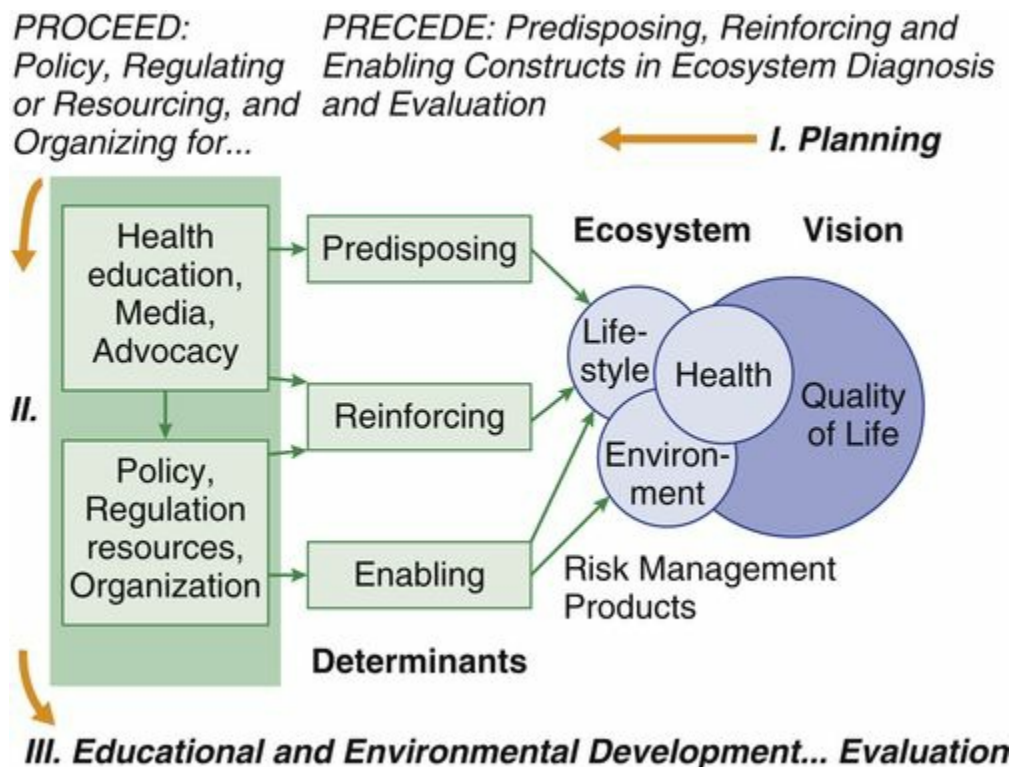 PROCEED:
Policy, Regulating
or Resourcing, and
Organizing for...
PRECEDE: Predisposing, Reinforcing and
Enabling Constructs in Ecosystem Diagnosis
and Evaluation
I. Planning
II.
Health
education,
Media,
Advocacy
Policy,
Regulation
resources,
Organization
Predisposing
Reinforcing
Enabling
Determinants
Ecosystem
Vision
Life-
style
Health
Environ-
ment
Quality
of Life
Risk Management
Products
III. Educational and Environmental Development... Evaluation